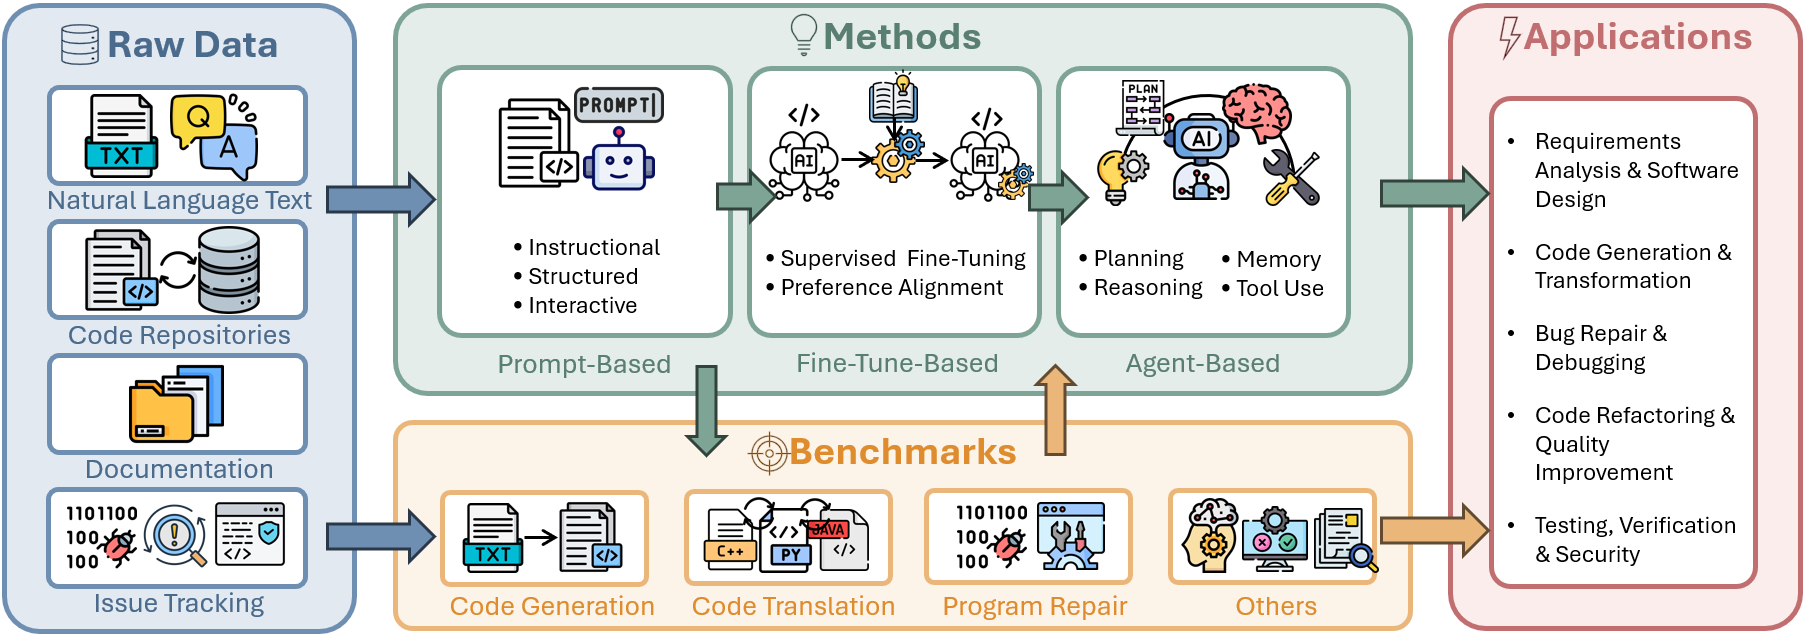 Raw Data
TXT
Q
A
Natural Language Text
</>
Code Repositories
Documentation
1101100
100
100
!
</>
Issue Tracking
Methods
PROMPT|
</>
• Instructional
• Structured
• Interactive
Prompt-Based
</>
AI
</>
AI
• Supervised Fine-Tuning
• Preference Alignment
Fine-Tune-Based
PLAN
AI
• Planning
• Reasoning
• Memory
• Tool Use
Agent-Based
Benchmarks
TXT
</>
Code Generation
C++
</>
PY
JAVA
</>
Code Translation
1101100
100
100
Program Repair
Others
Applications
• Requirements
Analysis & Software
Design
• Code Generation &
Transformation
• Bug Repair &
Debugging
• Code Refactoring &
Quality
Improvement
• Testing, Verification
& Security